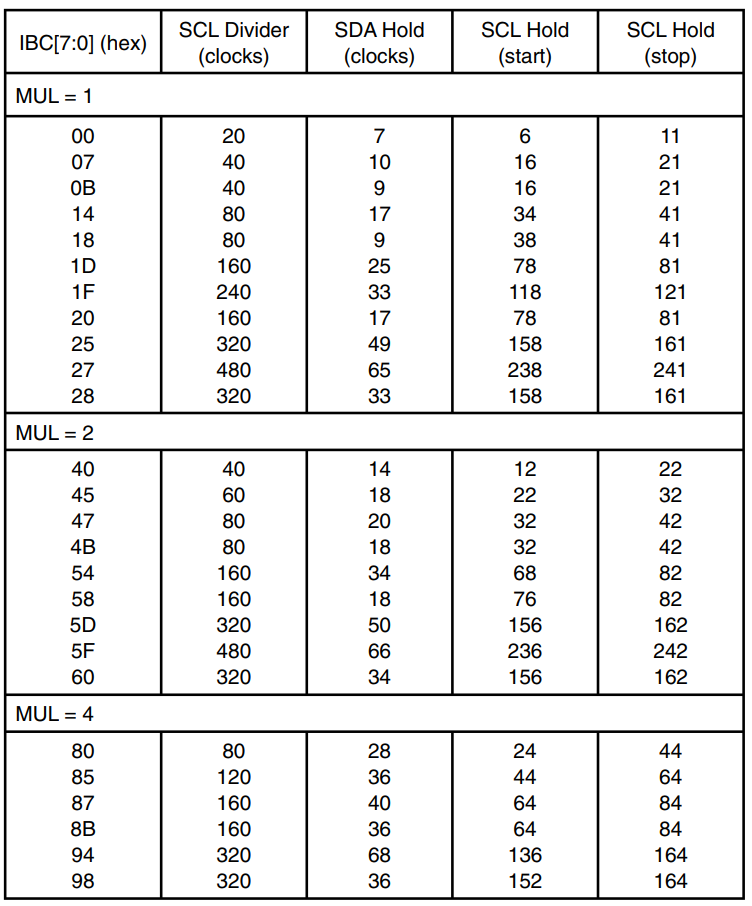 IBC[7:0] (hex) SCL Divider (clocks) SDA Hold (clocks) SCL Hold (start) SCL Hold (stop)
MUL = 1
00 20 7 6 11
07 40 10 16 21
0B 40 9 16 21
14 80 17 34 41
18 80 9 38 41
1D 160 25 78 81
1F 240 33 118 121
20 160 17 78 81
25 320 49 158 161
27 480 65 238 241
28 320 33 158 161
MUL = 2
40 40 14 12 22
45 60 18 22 32
47 80 20 32 42
4B 80 18 32 42
54 160 34 68 82
58 160 18 76 82
5D 320 50 156 162
5F 480 66 236 242
60 320 34 156 162
MUL = 4
80 80 28 24 44
85 120 36 44 64
87 160 40 64 84
8B 160 36 64 84
94 320 68 136 164
98 320 36 152 164